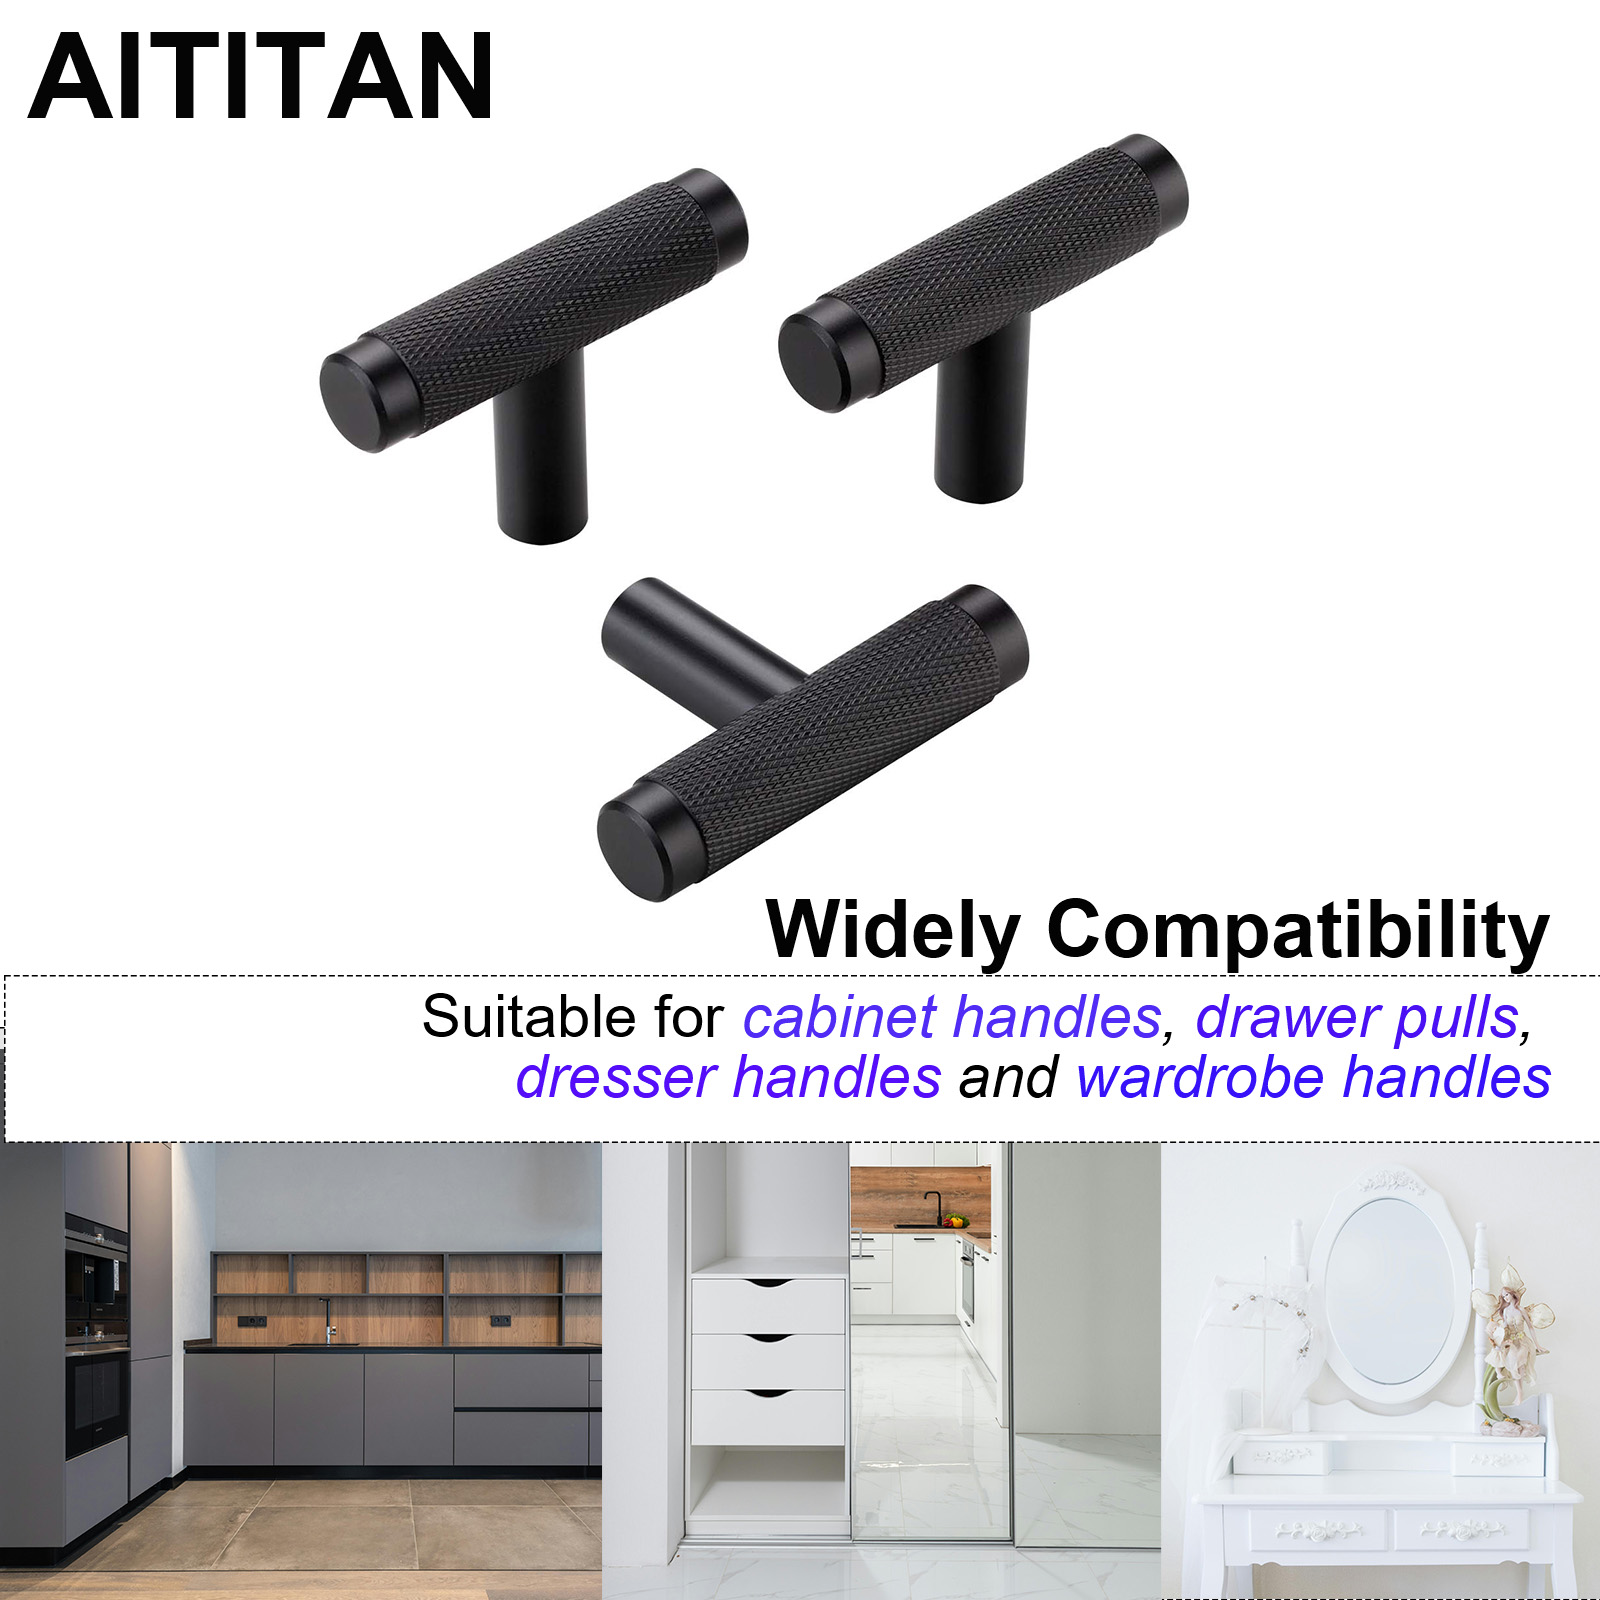 AITITAN
Widely Compatibility
Suitable for cabinet handles, drawer pulls,
dresser handles and wardrobe handles